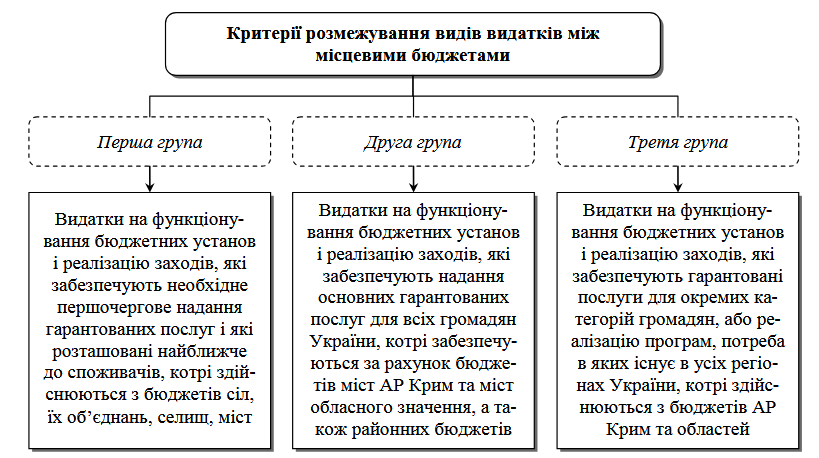 Критерії розмежування видів видатків між
місцевими бюджетами
Перша група
Друга група
Третя група
Видатки на функціону-
вання бюджетних установ
і реалізацію заходів, які
забезпечують необхідне
першочергове надання
гарантованих послуг і які
розташовані найближче
до споживачів, котрі здій-
снюються з бюджетів сіл,
їх об’єднань, селищ, міст
Видатки на функціону-
вання бюджетних установ
і реалізацію заходів, які
забезпечують надання
основних гарантованих
послуг для всіх громадян
України, котрі забезпечу-
ються за рахунок бюдже-
тів міст АР Крим та міст
обласного значення, а та-
кож районних бюджетів
Видатки на функціону-
вання бюджетних установ
і реалізацію заходів, які
забезпечують гарантовані
послуги для окремих ка-
тегорій громадян, або ре-
алізацію програм, потреба
в яких існує в усіх регіо-
нах України, котрі здійс-
нюються з бюджетів АР
Крим та областей